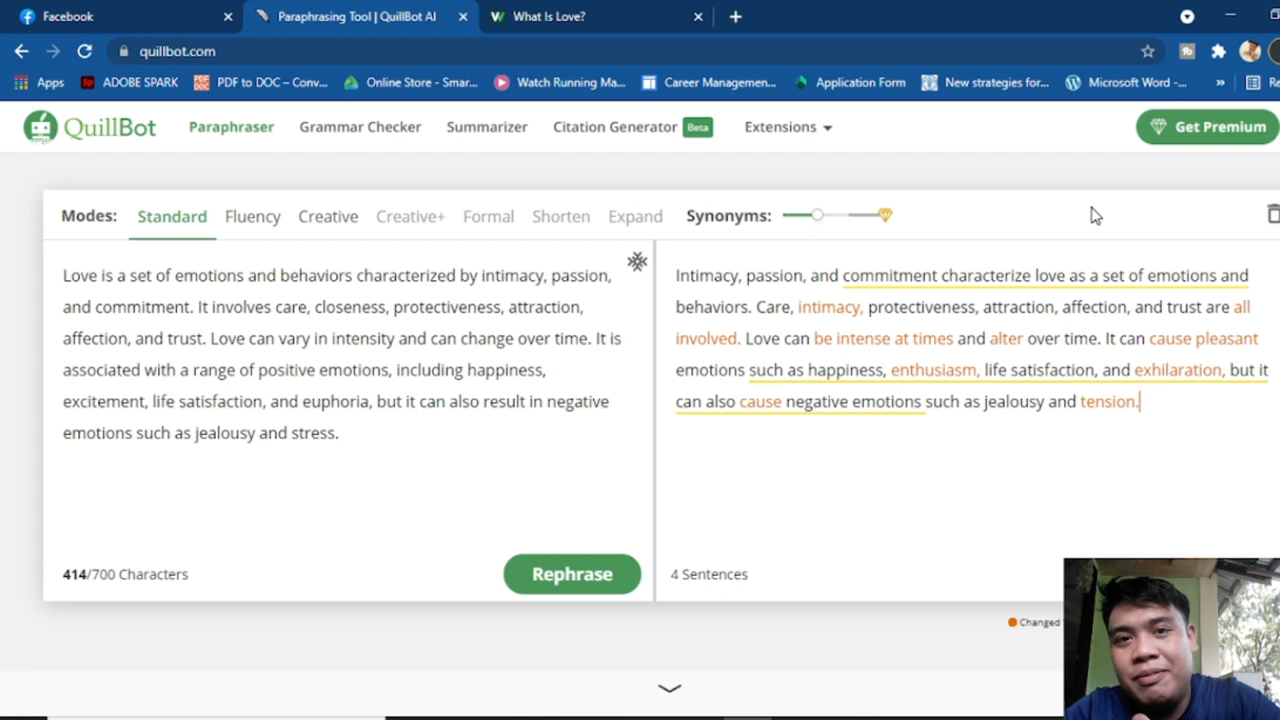 Facebook
Paraphrasing Tool | QuillBot AI
What Is Love?
quillbot.com
Apps
ADOBE SPARK
PDF to DOC – Conv...
Online Store - Smar...
Watch Running Ma...
Career Managemen...
Application Form
New strategies for...
Microsoft Word -...
»
QuillBot
Paraphraser
Grammar Checker
Summarizer
Citation Generator Beta
Extensions
Get Premium
Modes: Standard Fluency Creative Creative+ Formal Shorten Expand Synonyms:
Love is a set of emotions and behaviors characterized by intimacy, passion,
and commitment. It involves care, closeness, protectiveness, attraction,
affection, and trust. Love can vary in intensity and can change over time. It is
associated with a range of positive emotions, including happiness,
excitement, life satisfaction, and euphoria, but it can also result in negative
emotions such as jealousy and stress.
414/700 Characters
Rephrase
Intimacy, passion, and commitment characterize love as a set of emotions and
behaviors. Care, intimacy, protectiveness, attraction, affection, and trust are all
involved. Love can be intense at times and alter over time. It can cause pleasant
emotions such as happiness, enthusiasm, life satisfaction, and exhilaration, but it
can also cause negative emotions such as jealousy and tension.
4 Sentences
Changed